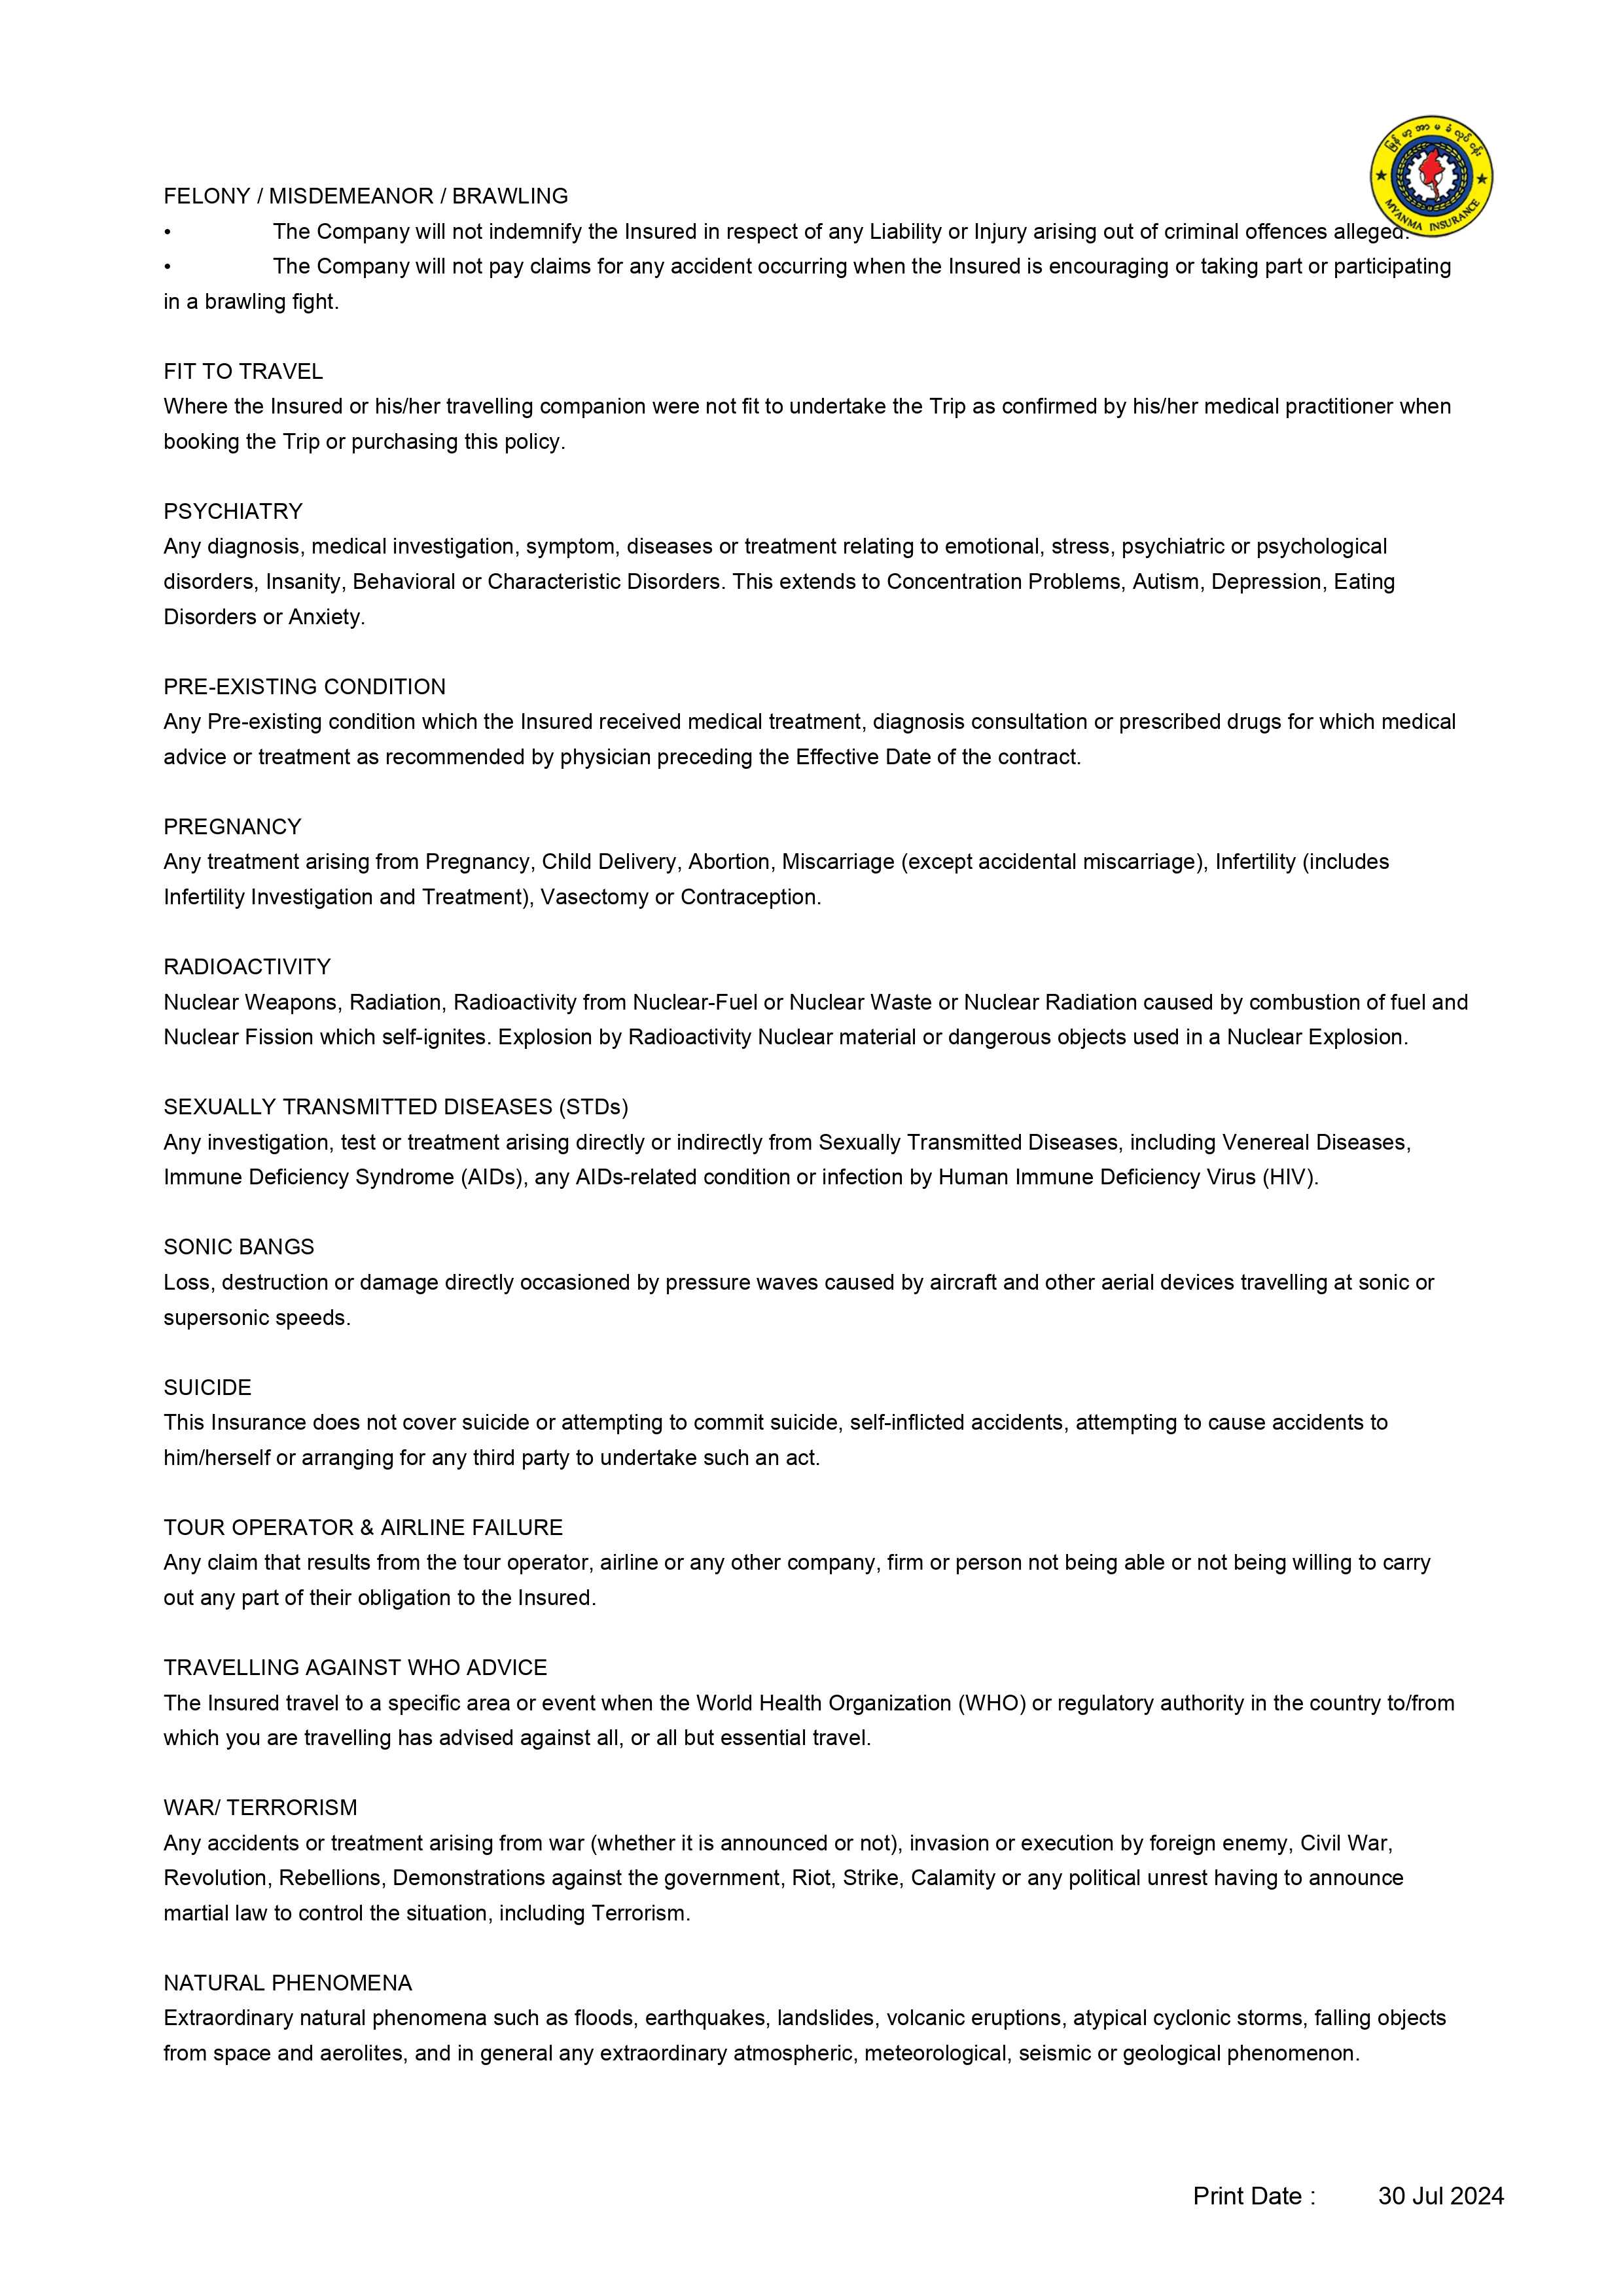 မြန်မာ့အာမခံလုပ်ငန်း
MYANMA INSURANCE
FELONY / MISDEMEANOR / BRAWLING
• The Company will not indemnify the Insured in respect of any Liability or Injury arising out of criminal offences alleged.
• The Company will not pay claims for any accident occurring when the Insured is encouraging or taking part or participating
in a brawling fight.
FIT TO TRAVEL
Where the Insured or his/her travelling companion were not fit to undertake the Trip as confirmed by his/her medical practitioner when
booking the Trip or purchasing this policy.
PSYCHIATRY
Any diagnosis, medical investigation, symptom, diseases or treatment relating to emotional, stress, psychiatric or psychological
disorders, Insanity, Behavioral or Characteristic Disorders. This extends to Concentration Problems, Autism, Depression, Eating
Disorders or Anxiety.
PRE-EXISTING CONDITION
Any Pre-existing condition which the Insured received medical treatment, diagnosis consultation or prescribed drugs for which medical
advice or treatment as recommended by physician preceding the Effective Date of the contract.
PREGNANCY
Any treatment arising from Pregnancy, Child Delivery, Abortion, Miscarriage (except accidental miscarriage), Infertility (includes
Infertility Investigation and Treatment), Vasectomy or Contraception.
RADIOACTIVITY
Nuclear Weapons, Radiation, Radioactivity from Nuclear-Fuel or Nuclear Waste or Nuclear Radiation caused by combustion of fuel and
Nuclear Fission which self-ignites. Explosion by Radioactivity Nuclear material or dangerous objects used in a Nuclear Explosion.
SEXUALLY TRANSMITTED DISEASES (STDs)
Any investigation, test or treatment arising directly or indirectly from Sexually Transmitted Diseases, including Venereal Diseases,
Immune Deficiency Syndrome (AIDs), any AIDs-related condition or infection by Human Immune Deficiency Virus (HIV).
SONIC BANGS
Loss, destruction or damage directly occasioned by pressure waves caused by aircraft and other aerial devices travelling at sonic or
supersonic speeds.
SUICIDE
This Insurance does not cover suicide or attempting to commit suicide, self-inflicted accidents, attempting to cause accidents to
him/herself or arranging for any third party to undertake such an act.
TOUR OPERATOR & AIRLINE FAILURE
Any claim that results from the tour operator, airline or any other company, firm or person not being able or not being willing to carry
out any part of their obligation to the Insured.
TRAVELLING AGAINST WHO ADVICE
The Insured travel to a specific area or event when the World Health Organization (WHO) or regulatory authority in the country to/from
which you are travelling has advised against all, or all but essential travel.
WAR/ TERRORISM
Any accidents or treatment arising from war (whether it is announced or not), invasion or execution by foreign enemy, Civil War,
Revolution, Rebellions, Demonstrations against the government, Riot, Strike, Calamity or any political unrest having to announce
martial law to control the situation, including Terrorism.
NATURAL PHENOMENA
Extraordinary natural phenomena such as floods, earthquakes, landslides, volcanic eruptions, atypical cyclonic storms, falling objects
from space and aerolites, and in general any extraordinary atmospheric, meteorological, seismic or geological phenomenon.
Print Date : 30 Jul 2024